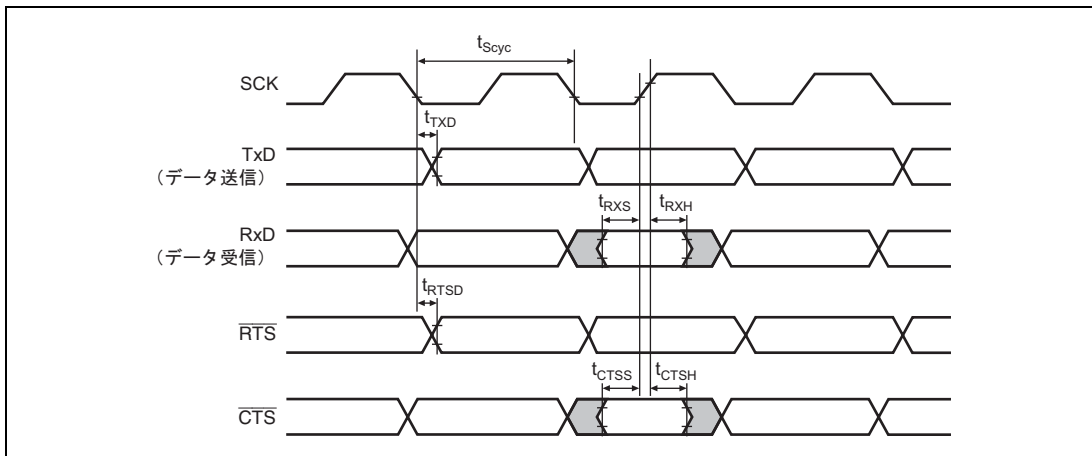 tScyc
SCK
tTXD
TxD
（データ送信）
tRXS tRXH
RxD
（データ受信）
tRTSD
RTS
tCTSS tCTSH
CTS